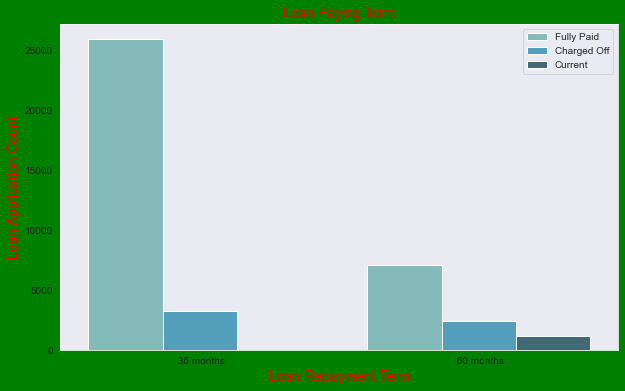 Loan Paying Term
Fully Paid
Charged Off
Current
Loan Application Count
25000
20000
15000
10000
5000
0
36 months
60 months
Loan Repayment Term